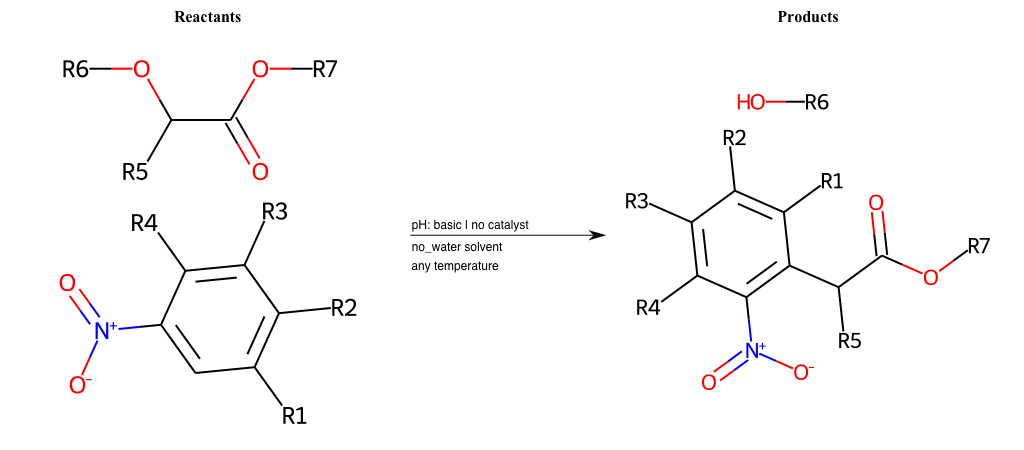 Reactants
Products
R6 O O R7
R5 O
HO R6
R2
R1
R3
O
R7
O
R4
R5
N+
O
O-
R4 R3
O
N+
R2
O-
R1
pH: basic | no catalyst
no_water solvent
any temperature